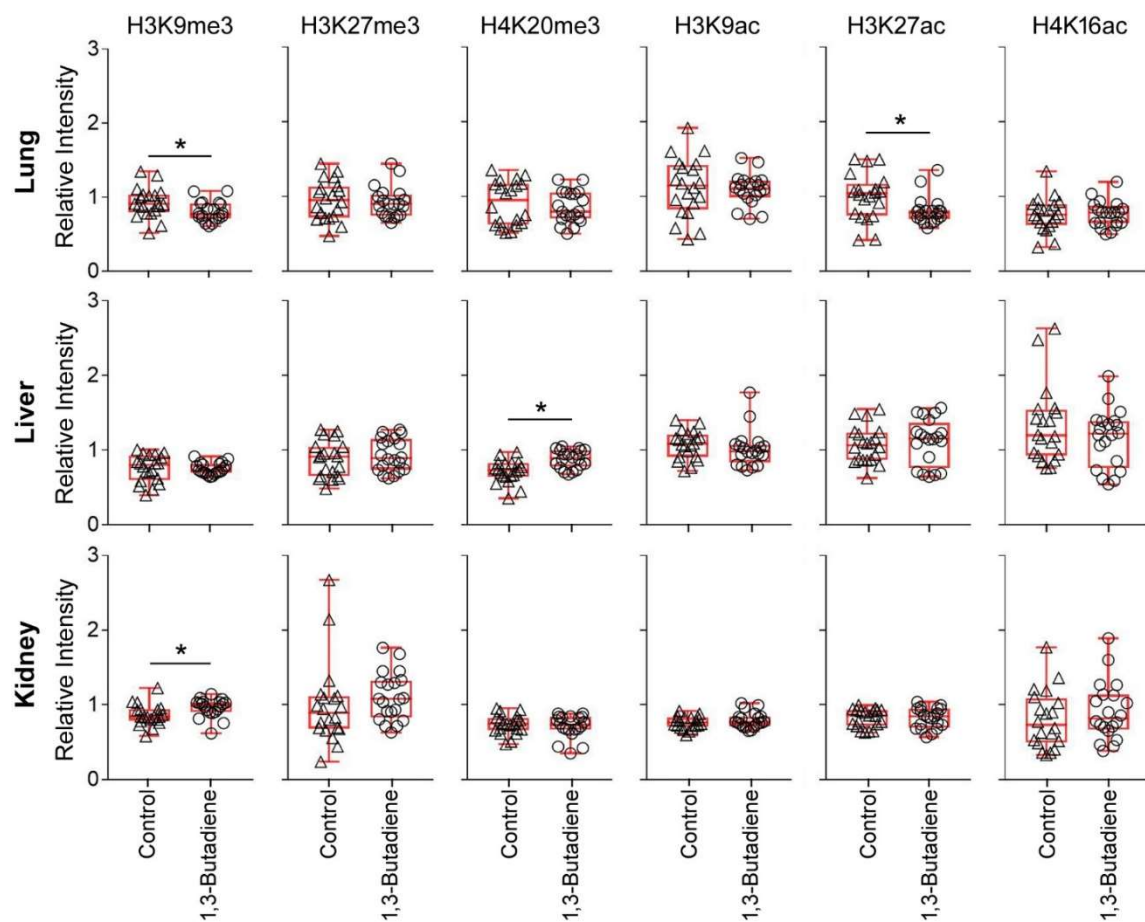 H3K9me3 H3K27me3 H4K20me3 H3K9ac H3K27ac H4K16ac
Lung
Relative Intensity
3
2
1
0
*
*
Liver
Relative Intensity
3
2
1
0
*
Kidney
Relative Intensity
3
2
1
0
*
Control 1,3-Butadiene Control 1,3-Butadiene Control 1,3-Butadiene Control 1,3-Butadiene Control 1,3-Butadiene Control 1,3-Butadiene